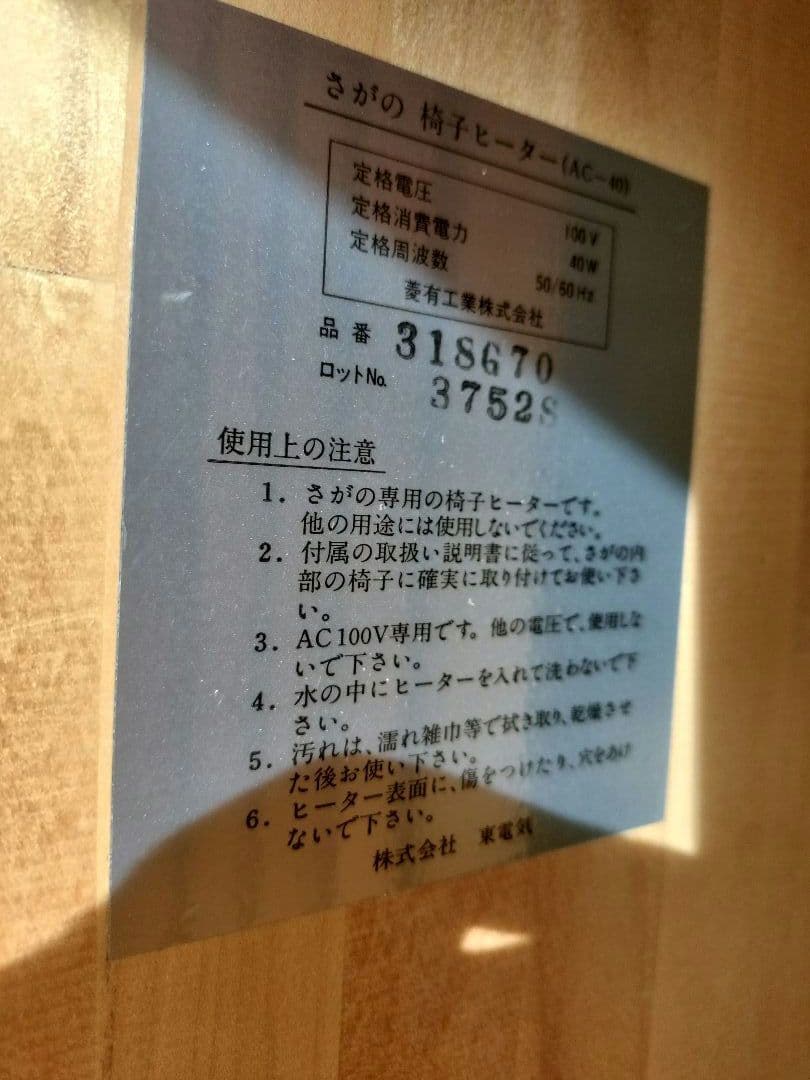 さがの 椅子ヒーター(AC-40)
定格電圧 100V
定格消費電力 40W
定格周波数 50/60Hz
菱有工業株式会社
品番 318670
ロットNo. 37528
使用上の注意
1. さがの専用の椅子ヒーターです。
他の用途には使用しないでください。
2. 付属の取扱い説明書に従って、さがの内
部の椅子に確実に取り付けてお使い下さ
い。
3. AC100V専用です。他の電圧で、使用しな
いで下さい。
4. 水の中にヒーターを入れて洗わないで下
さい。
5. 汚れは、濡れ雑巾等で拭き取り、乾燥させ
た後お使い下さい。
6. ヒーター表面に、傷をつけたり、穴をあけ
ないで下さい。
株式会社 東電気